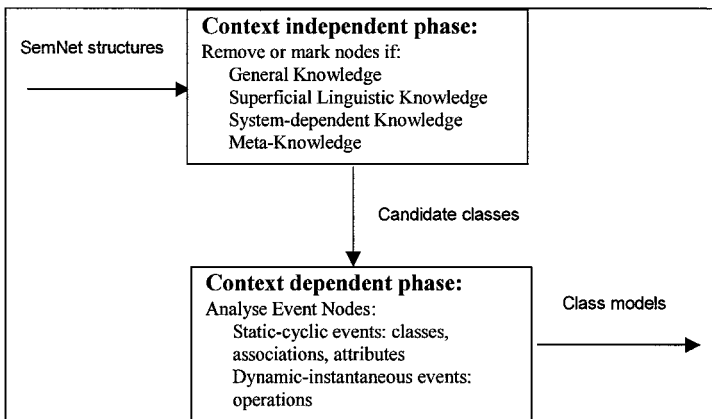 SemNet structures
Context independent phase:
Remove or mark nodes if:
General Knowledge
Superficial Linguistic Knowledge
System-dependent Knowledge
Meta-Knowledge
Candidate classes
Context dependent phase:
Analyse Event Nodes:
Static-cyclic events: classes,
associations, attributes
Dynamic-instantaneous events:
operations
Class models